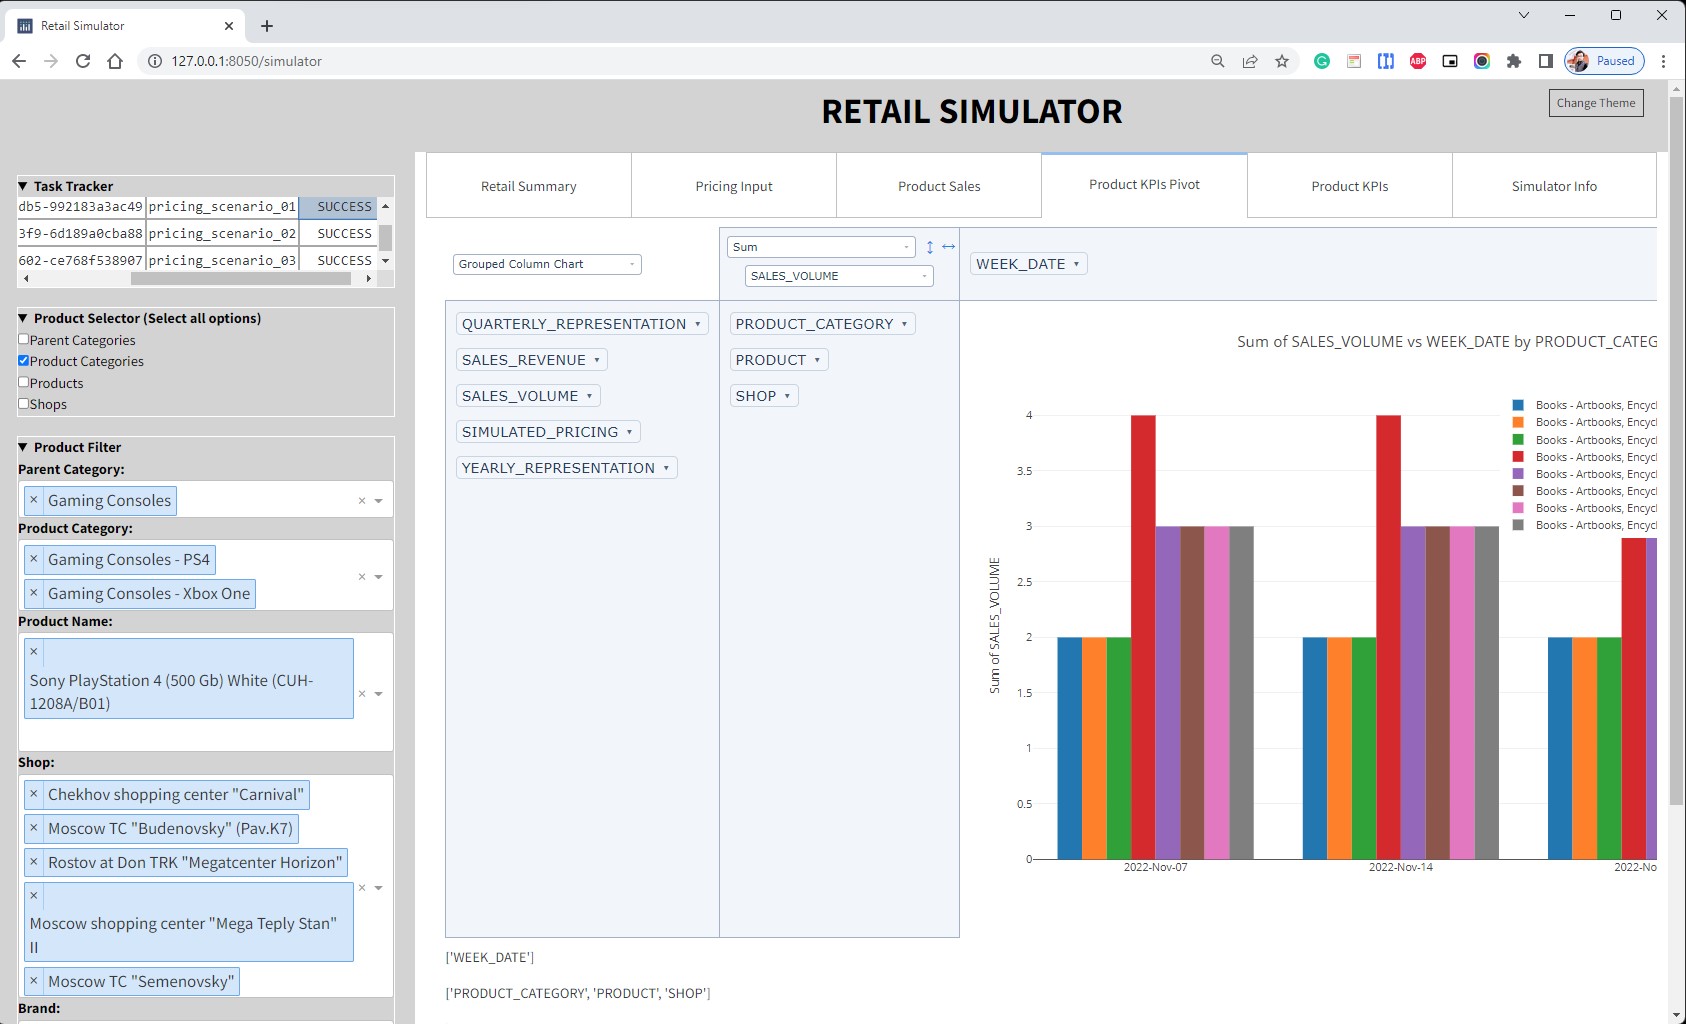 Retail Simulator
127.0.0.1:8050/simulator
ABP
Paused
RETAIL SIMULATOR
Change Theme
▼ Task Tracker
db5-992183a3ac49 pricing_scenario_01 SUCCESS
3f9-6d189a0cba88 pricing_scenario_02 SUCCESS
602-ce768f538907 pricing_scenario_03 SUCCESS
▼ Product Selector (Select all options)
Parent Categories
Product Categories
Products
Shops
▼ Product Filter
Parent Category:
× Gaming Consoles
Product Category:
× Gaming Consoles - PS4
× Gaming Consoles - Xbox One
Product Name:
×
Sony PlayStation 4 (500 Gb) White (CUH-
1208A/B01)
Shop:
× Chekhov shopping center "Carnival"
× Moscow TC "Budenovsky" (Pav.K7)
× Rostov at Don TRK "Megatcenter Horizon"
×
Moscow shopping center "Mega Teply Stan"
II
× Moscow TC "Semenovsky"
Brand:
Retail Summary
Pricing Input
Product Sales
Product KPIs Pivot
Product KPIs
Simulator Info
Grouped Column Chart
Sum
SALES_VOLUME
WEEK_DATE
QUARTERLY_REPRESENTATION
SALES_REVENUE
SALES_VOLUME
SIMULATED_PRICING
YEARLY_REPRESENTATION
PRODUCT_CATEGORY
PRODUCT
SHOP
Sum of SALES_VOLUME vs WEEK_DATE by PRODUCT_CATEG
Books - Artbooks, Encycl
Books - Artbooks, Encycl
Books - Artbooks, Encycl
Books - Artbooks, Encycl
Books - Artbooks, Encycl
Books - Artbooks, Encycl
Books - Artbooks, Encycl
Books - Artbooks, Encycl
Sum of SALES_VOLUME
4
3.5
3
2.5
2
1.5
1
0.5
0
2022-Nov-07
2022-Nov-14
2022-No
['WEEK_DATE']
['PRODUCT_CATEGORY', 'PRODUCT', 'SHOP']